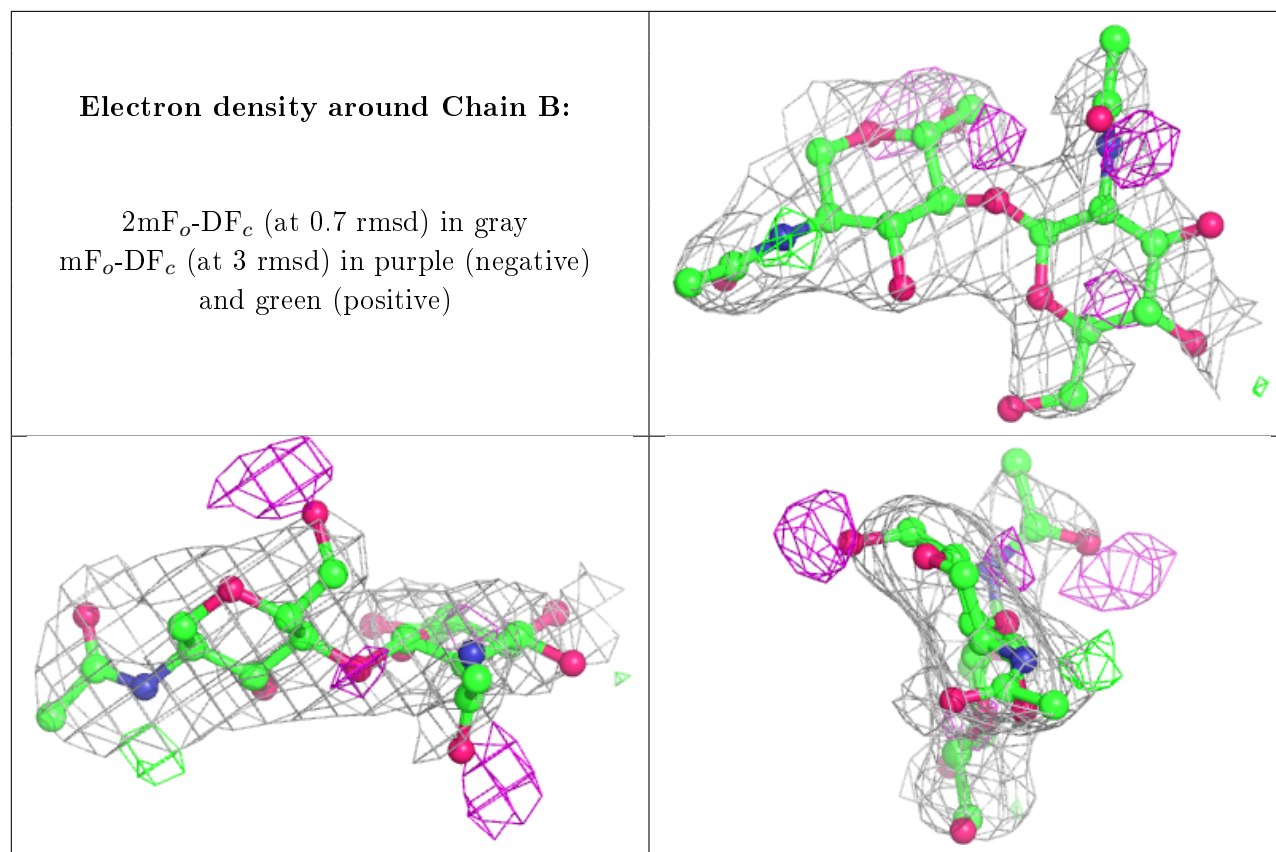 Electron density around Chain B:
2mFₒ-DF𝒸 (at 0.7 rmsd) in gray
mFₒ-DF𝒸 (at 3 rmsd) in purple (negative)
and green (positive)